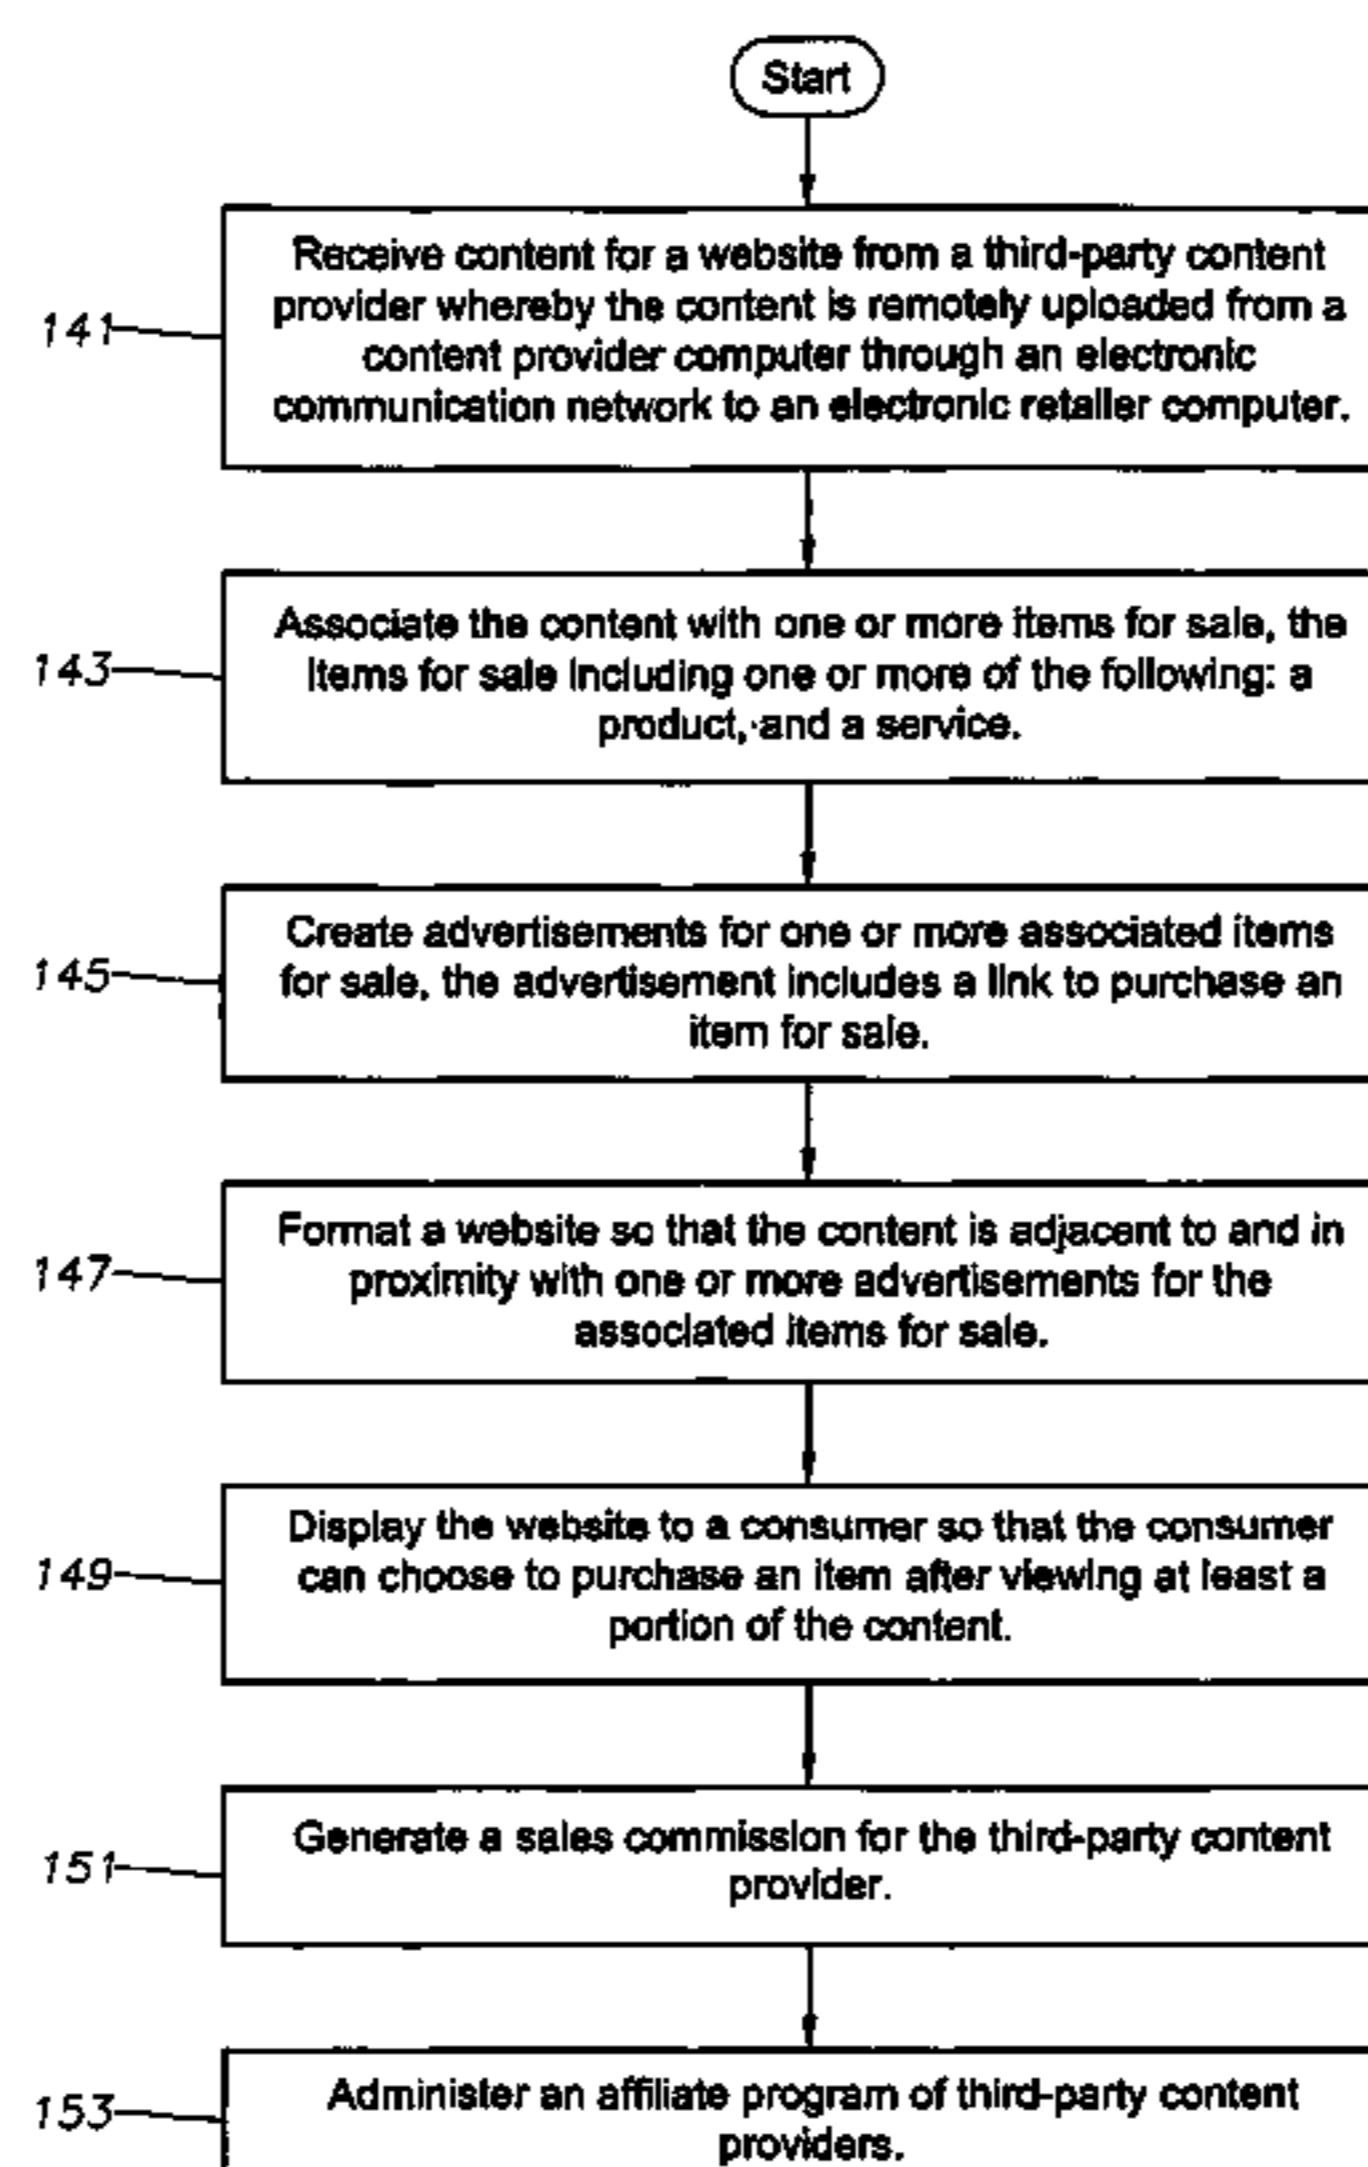 Start
Receive content for a website from a third-party content
provider whereby the content is remotely uploaded from a
141
content provider computer through an electronic
communication network to an electronic retailer computer.
Associate the content with one or more items for sale, the
143
items for sale including one or more of the following: a
product, and a service.
Create advertisements for one or more associated items
145
for sale, the advertisement includes a link to purchase an
item for sale.
Format a website so that the content is adjacent to and in
147
proximity with one or more advertisements for the
associated items for sale.
Display the website to a consumer so that the consumer
149
can choose to purchase an item after viewing at least a
portion of the content.
Generate a sales commission for the third-party content
151
provider.
Administer an affiliate program of third-party content
153
providers.